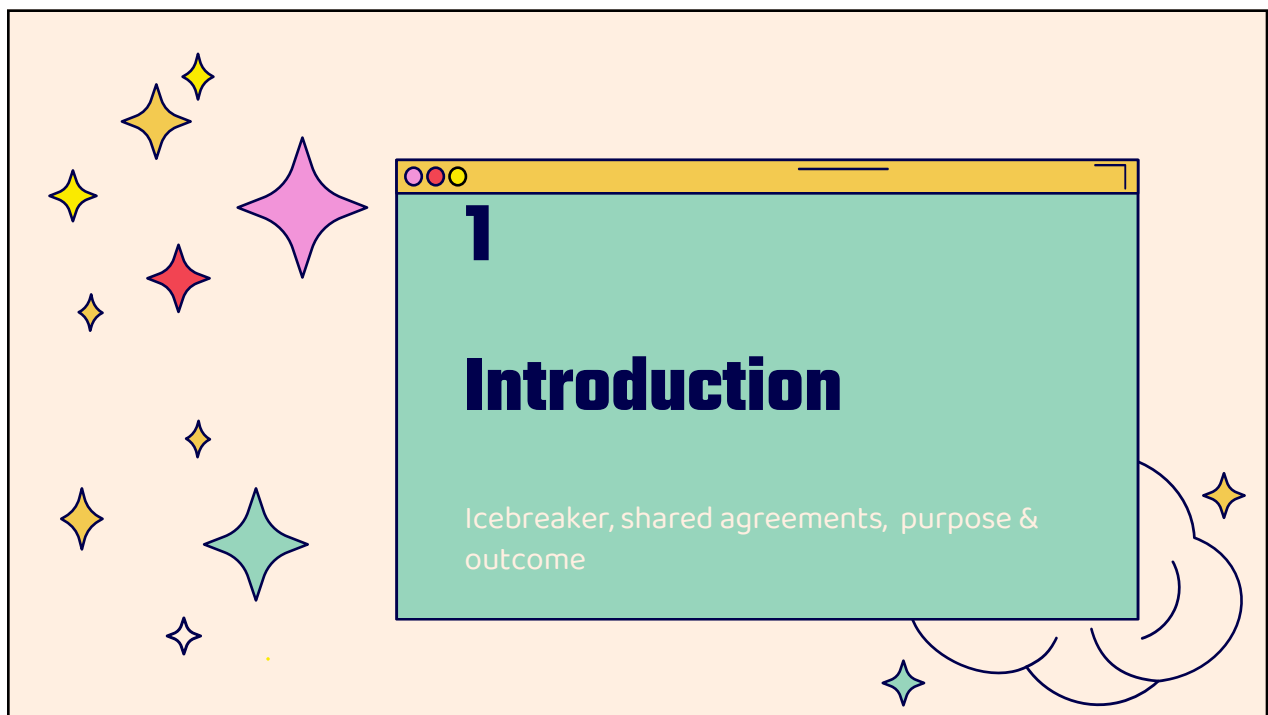 1
Introduction
Icebreaker, shared agreements,  purpose &
outcome